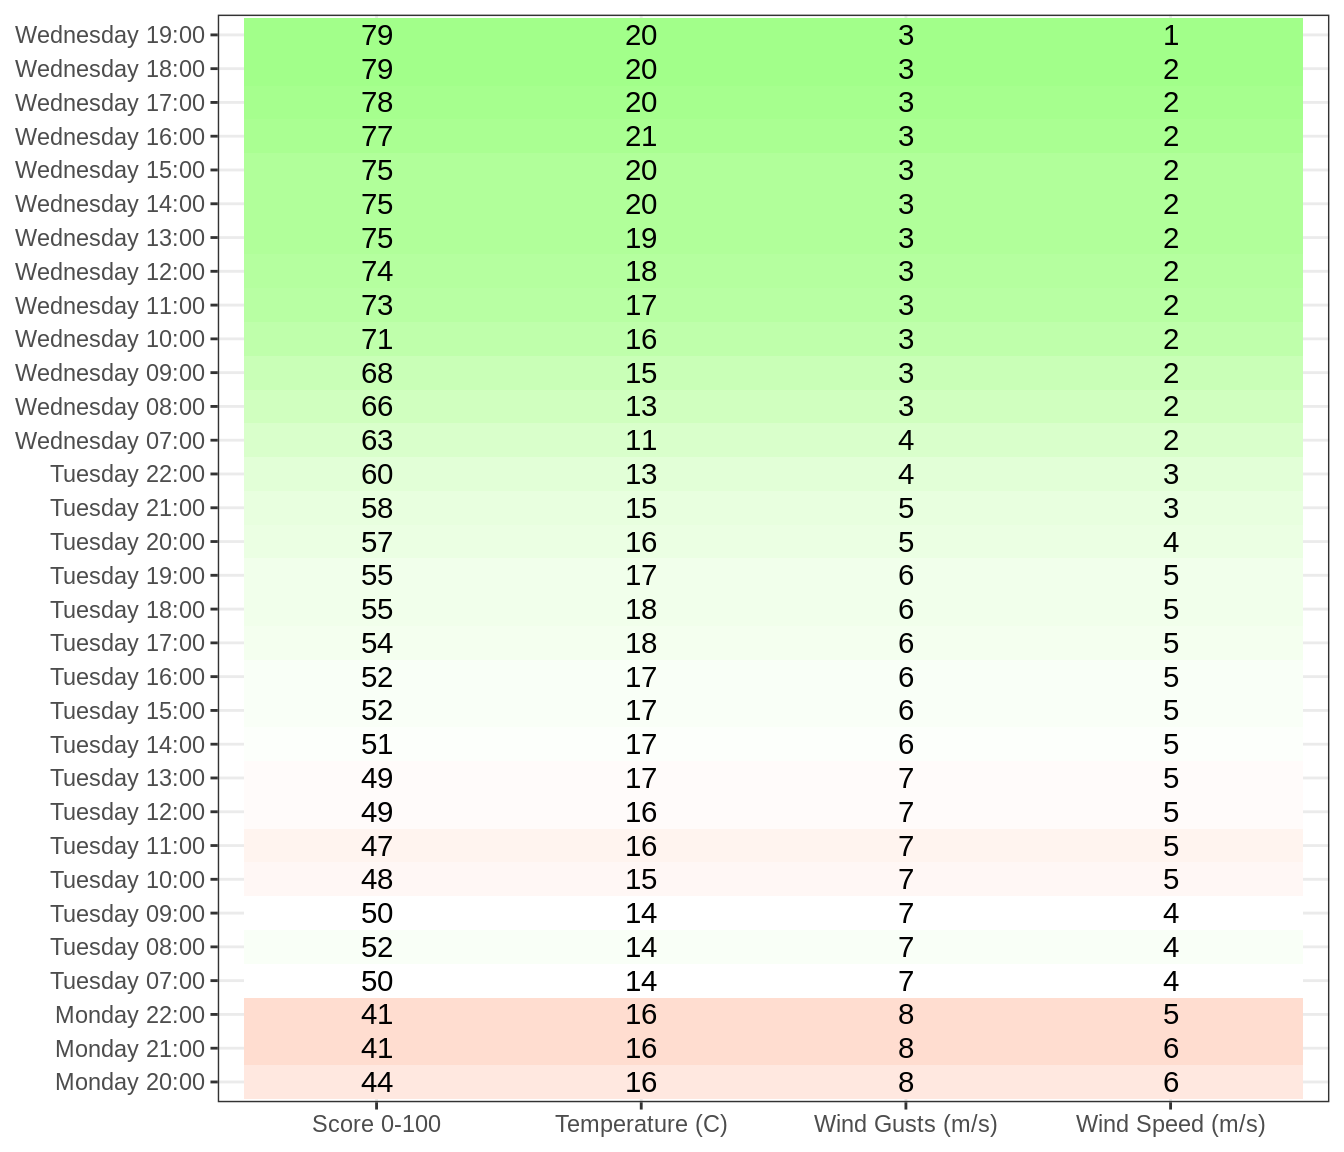 Wednesday 19:00 79 20 3 1
Wednesday 18:00 79 20 3 2
Wednesday 17:00 78 20 3 2
Wednesday 16:00 77 21 3 2
Wednesday 15:00 75 20 3 2
Wednesday 14:00 75 20 3 2
Wednesday 13:00 75 19 3 2
Wednesday 12:00 74 18 3 2
Wednesday 11:00 73 17 3 2
Wednesday 10:00 71 16 3 2
Wednesday 09:00 68 15 3 2
Wednesday 08:00 66 13 3 2
Wednesday 07:00 63 11 4 2
Tuesday 22:00 60 13 4 3
Tuesday 21:00 58 15 5 3
Tuesday 20:00 57 16 5 4
Tuesday 19:00 55 17 6 5
Tuesday 18:00 55 18 6 5
Tuesday 17:00 54 18 6 5
Tuesday 16:00 52 17 6 5
Tuesday 15:00 52 17 6 5
Tuesday 14:00 51 17 6 5
Tuesday 13:00 49 17 7 5
Tuesday 12:00 49 16 7 5
Tuesday 11:00 47 16 7 5
Tuesday 10:00 48 15 7 5
Tuesday 09:00 50 14 7 4
Tuesday 08:00 52 14 7 4
Tuesday 07:00 50 14 7 4
Monday 22:00 41 16 8 5
Monday 21:00 41 16 8 6
Monday 20:00 44 16 8 6
Score 0-100 Temperature (C) Wind Gusts (m/s) Wind Speed (m/s)